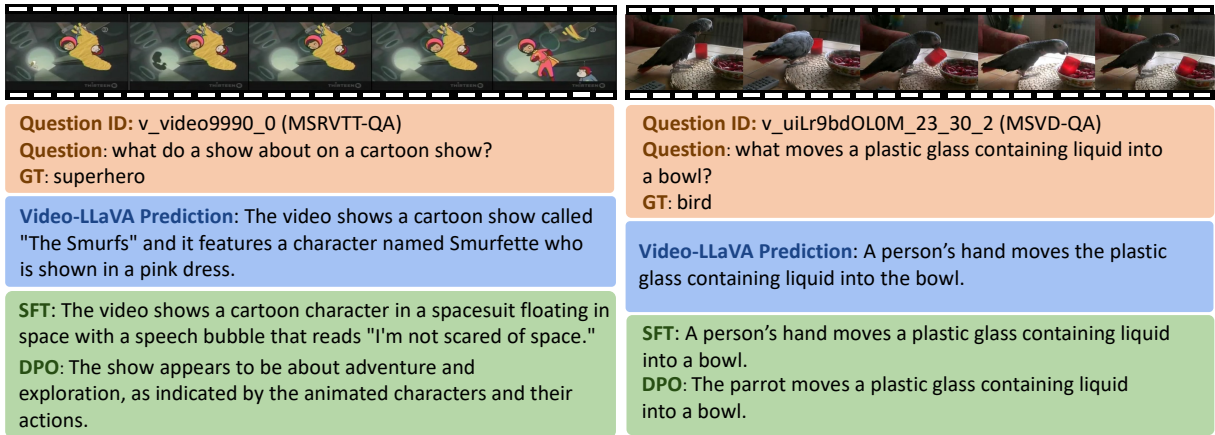 Question ID: v_video9990_0 (MSRVTT-QA)
Question: what do a show about on a cartoon show?
GT: superhero
Video-LLaVA Prediction: The video shows a cartoon show called
"The Smurfs" and it features a character named Smurfette who
is shown in a pink dress.
SFT: The video shows a cartoon character in a spacesuit floating in
space with a speech bubble that reads "I'm not scared of space."
DPO: The show appears to be about adventure and
exploration, as indicated by the animated characters and their
actions.
Question ID: v_uiLr9bdOL0M_23_30_2 (MSVD-QA)
Question: what moves a plastic glass containing liquid into
a bowl?
GT: bird
Video-LLaVA Prediction: A person's hand moves the plastic
glass containing liquid into the bowl.
SFT: A person's hand moves a plastic glass containing liquid
into a bowl.
DPO: The parrot moves a plastic glass containing liquid
into a bowl.